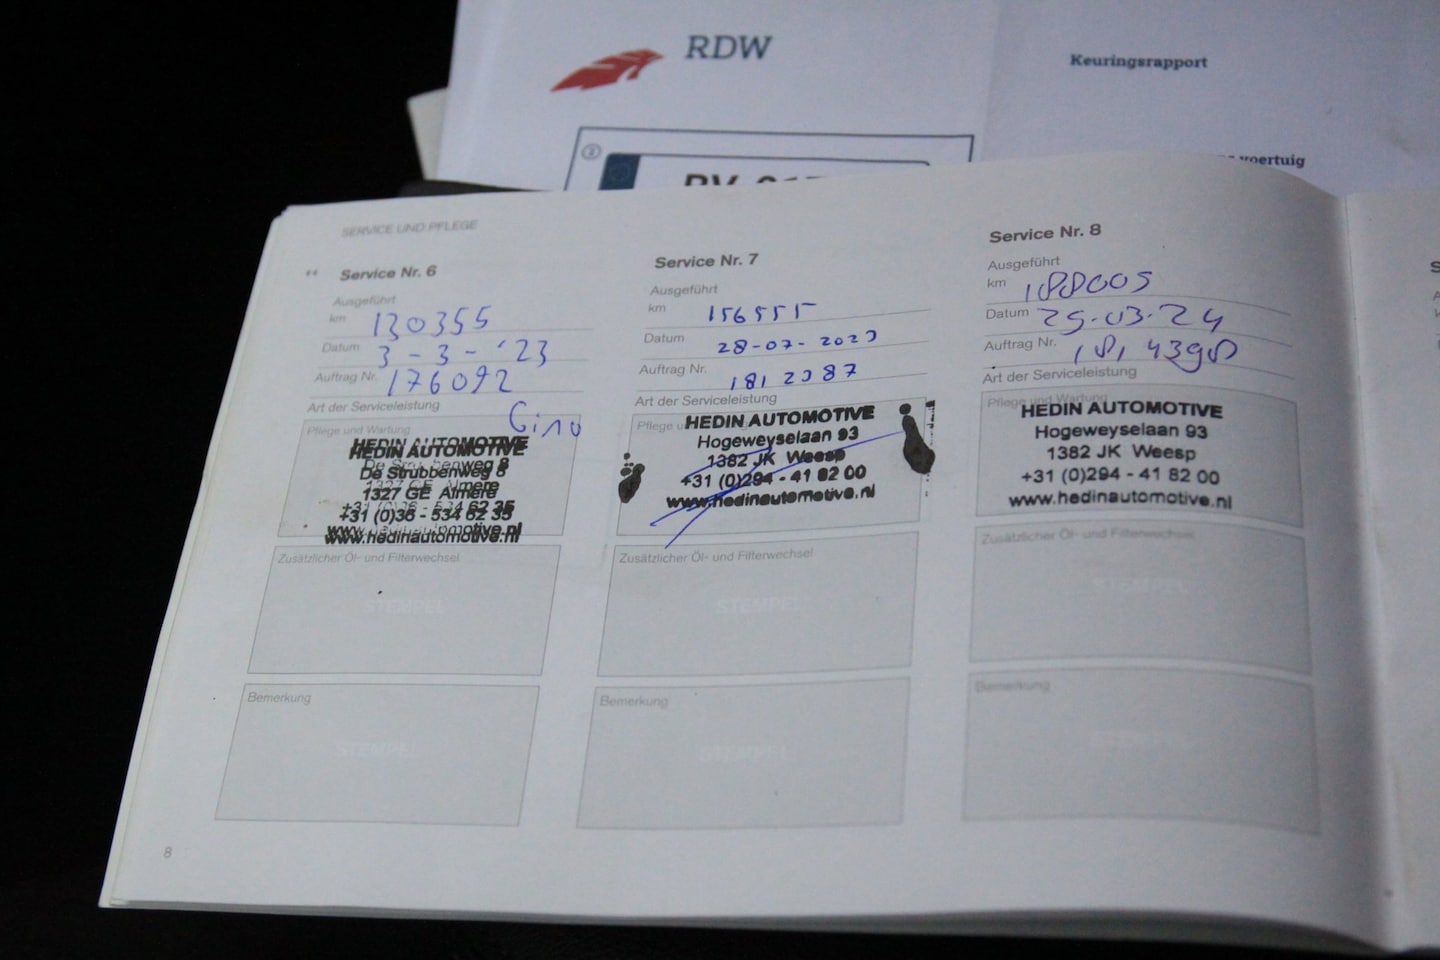 RDW
Keuringsrapport
voertuig
SERVICE UND PFLEGE
Service Nr. 6
Ausgeführt
km 130355
Datum 3-3-'23
Auftrag Nr. 176092
Art der Serviceleistung
Gino
Pflege und Wartung
HEDIN AUTOMOTIVE
De Strubbenweg 8
1327 GE Almere
+31 (0)36 - 534 62 35
www.hedinautomotive.nl
Zusätzlicher Öl- und Filterwechsel
STEMPEL
Bemerkung
STEMPEL
Service Nr. 7
Ausgeführt
km 156555
Datum 28-07-2023
Auftrag Nr. 1812387
Art der Serviceleistung
Pflege
HEDIN AUTOMOTIVE
Hogeweyselaan 93
1382 JK Weesp
+31 (0)294 - 41 82 00
www.hedinautomotive.nl
Zusätzlicher Öl- und Filterwechsel
STEMPEL
Bemerkung
STEMPEL
Service Nr. 8
Ausgeführt
km 188005
Datum 25-03-24
Auftrag Nr.
Art der Serviceleistung
Pflege und Wartung
HEDIN AUTOMOTIVE
Hogeweyselaan 93
1382 JK Weesp
+31 (0)294 - 41 82 00
www.hedinautomotive.nl
Zusätzlicher Öl- und Filterwechsel
STEMPEL
Bemerkung
8